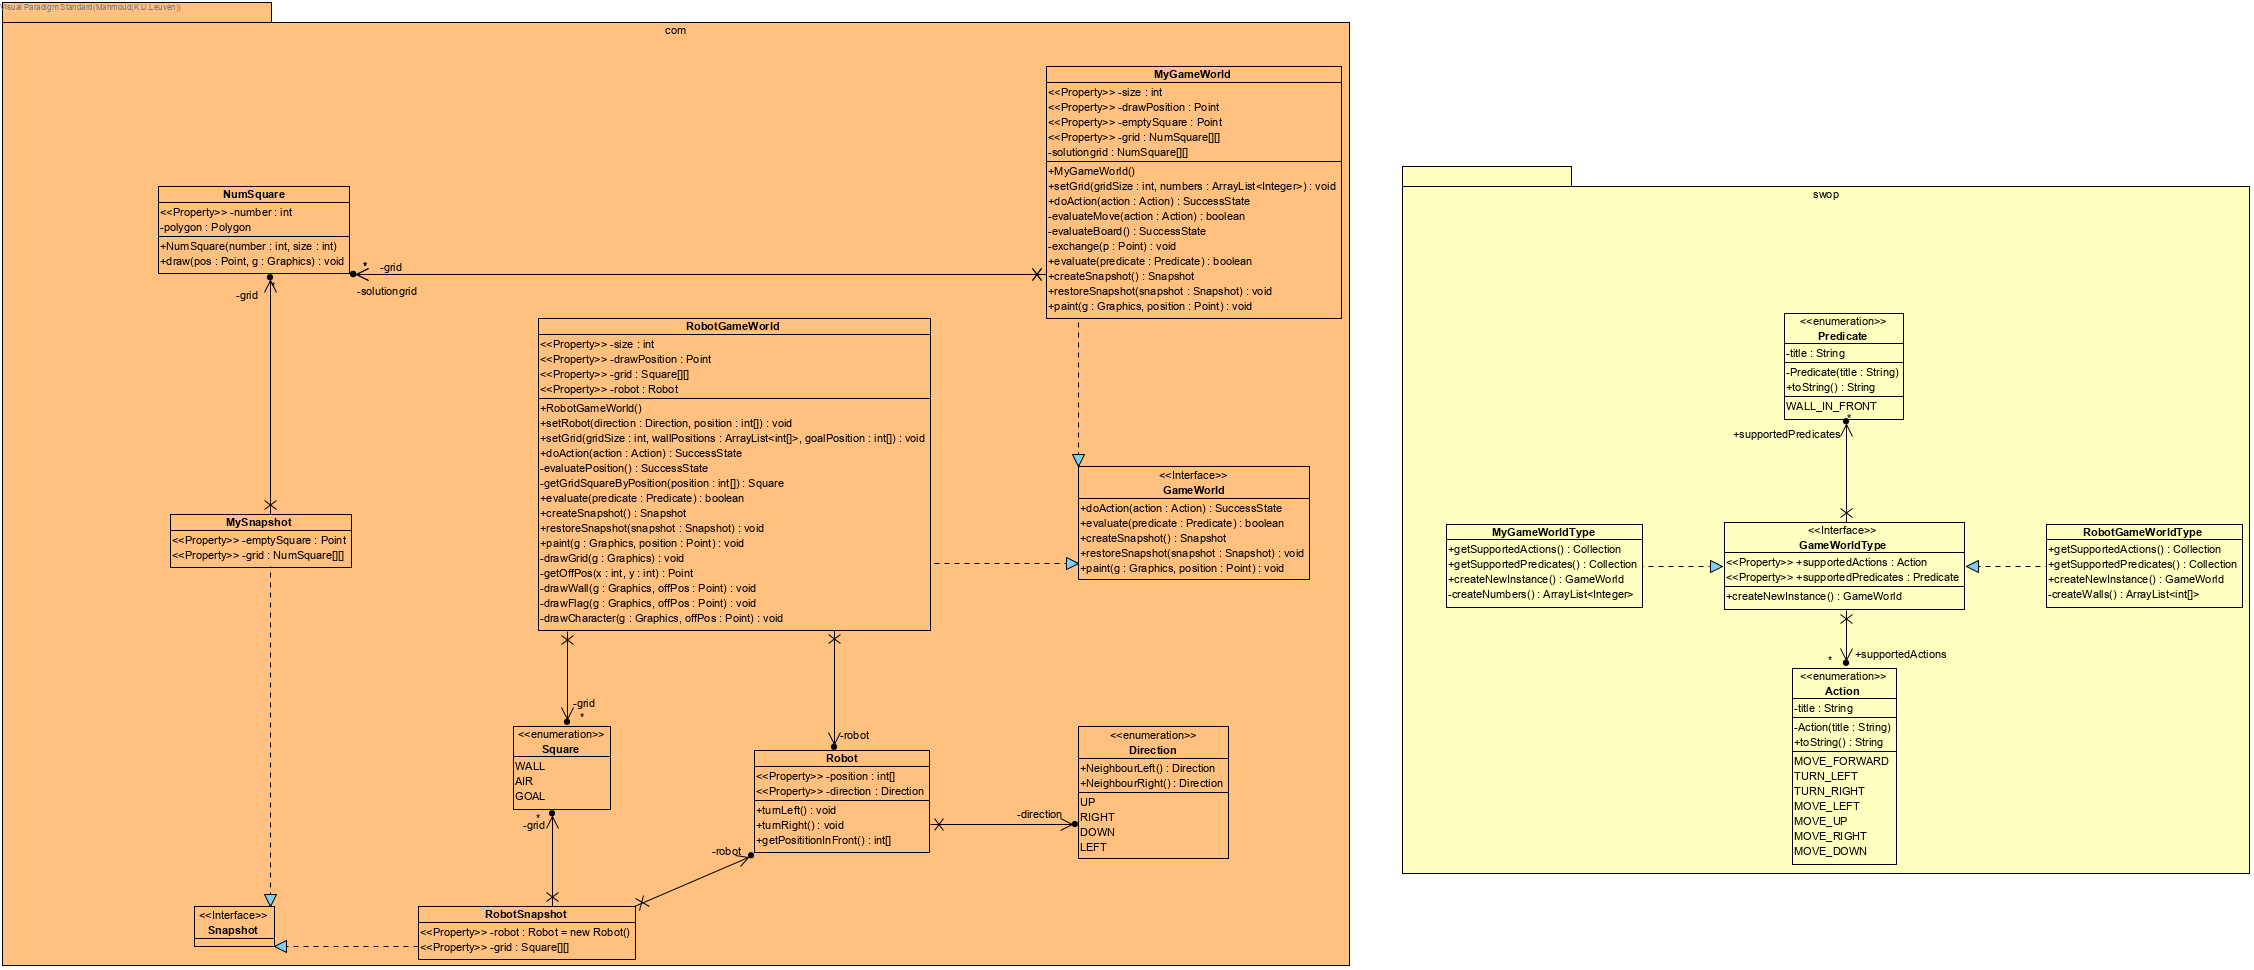 Visual Paradigm Standard(Mahmoud(K.U.Leuven))
com
MyGameWorld
<<Property>> -size : int
<<Property>> -drawPosition : Point
<<Property>> -emptySquare : Point
<<Property>> -grid : NumSquare[][]
-solutiongrid : NumSquare[][]
+MyGameWorld()
+setGrid(gridSize : int, numbers : ArrayList<Integer>) : void
+doAction(action : Action) : SuccessState
-evaluateMove(action : Action) : boolean
-evaluateBoard() : SuccessState
-exchange(p : Point) : void
+evaluate(predicate : Predicate) : boolean
+createSnapshot() : Snapshot
+restoreSnapshot(snapshot : Snapshot) : void
+paint(g : Graphics, position : Point) : void
NumSquare
<<Property>> -number : int
-polygon : Polygon
+NumSquare(number : int, size : int)
+draw(pos : Point, g : Graphics) : void
*
-grid
-solutiongrid
*
-grid
RobotGameWorld
<<Property>> -size : int
<<Property>> -drawPosition : Point
<<Property>> -grid : Square[][]
<<Property>> -robot : Robot
+RobotGameWorld()
+setRobot(direction : Direction, position : int[]) : void
+setGrid(gridSize : int, wallPositions : ArrayList<int[]>, goalPosition : int[]) : void
+doAction(action : Action) : SuccessState
-evaluatePosition() : SuccessState
-getGridSquareByPosition(position : int[]) : Square
+evaluate(predicate : Predicate) : boolean
+createSnapshot() : Snapshot
+restoreSnapshot(snapshot : Snapshot) : void
+paint(g : Graphics, position : Point) : void
-drawGrid(g : Graphics) : void
-getOffPos(x : int, y : int) : Point
-drawWall(g : Graphics, offPos : Point) : void
-drawFlag(g : Graphics, offPos : Point) : void
-drawCharacter(g : Graphics, offPos : Point) : void
<<Interface>>
GameWorld
+doAction(action : Action) : SuccessState
+evaluate(predicate : Predicate) : boolean
+createSnapshot() : Snapshot
+restoreSnapshot(snapshot : Snapshot) : void
+paint(g : Graphics, position : Point) : void
MySnapshot
<<Property>> -emptySquare : Point
<<Property>> -grid : NumSquare[][]
-grid
*
-robot
<<enumeration>>
Square
WALL
AIR
GOAL
*
-grid
Robot
<<Property>> -position : int[]
<<Property>> -direction : Direction
+turnLeft() : void
+turnRight() : void
+getPosititionInFront() : int[]
-robot
-direction
<<enumeration>>
Direction
+NeighbourLeft() : Direction
+NeighbourRight() : Direction
UP
RIGHT
DOWN
LEFT
<<Interface>>
Snapshot
RobotSnapshot
<<Property>> -robot : Robot = new Robot()
<<Property>> -grid : Square[][]
swop
<<enumeration>>
Predicate
-title : String
-Predicate(title : String)
+toString() : String
WALL_IN_FRONT
*
+supportedPredicates
MyGameWorldType
+getSupportedActions() : Collection
+getSupportedPredicates() : Collection
+createNewInstance() : GameWorld
-createNumbers() : ArrayList<Integer>
<<Interface>>
GameWorldType
<<Property>> +supportedActions : Action
<<Property>> +supportedPredicates : Predicate
+createNewInstance() : GameWorld
RobotGameWorldType
+getSupportedActions() : Collection
+getSupportedPredicates() : Collection
+createNewInstance() : GameWorld
-createWalls() : ArrayList<int[]>
+supportedActions
*
<<enumeration>>
Action
-title : String
-Action(title : String)
+toString() : String
MOVE_FORWARD
TURN_LEFT
TURN_RIGHT
MOVE_LEFT
MOVE_UP
MOVE_RIGHT
MOVE_DOWN